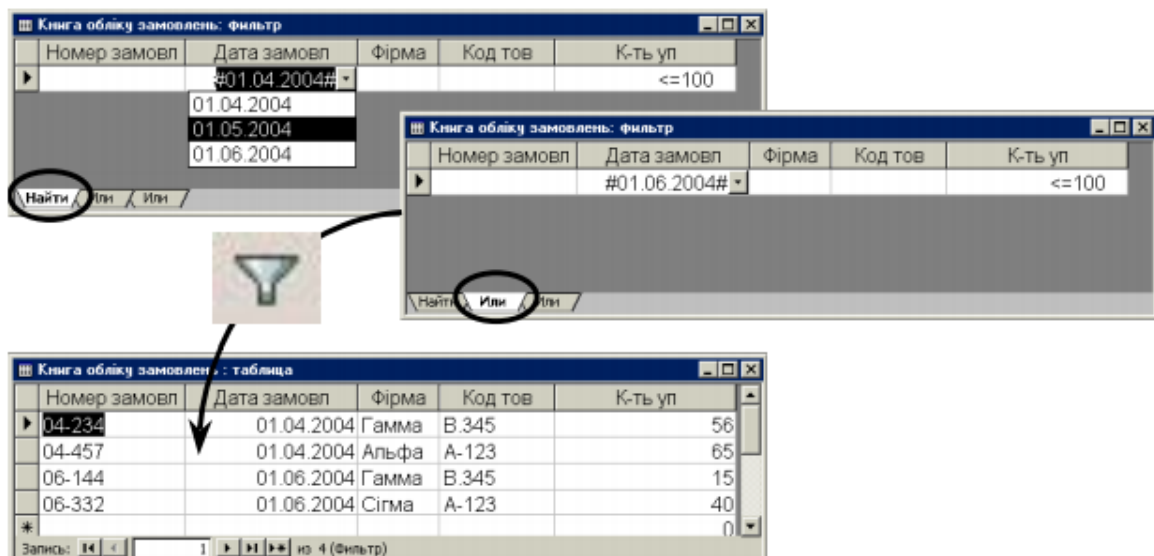 Книга обліку замовлень: фильтр
Номер замовл Дата замовл Фірма Код тов К-ть уп
#01.04.2004# <=100
01.04.2004
01.05.2004
01.06.2004
Найти Или Или
Книга обліку замовлень: фильтр
Номер замовл Дата замовл Фірма Код тов К-ть уп
#01.06.2004# <=100
Найти Или Или
Книга обліку замовлень : таблица
Номер замовл Дата замовл Фірма Код тов К-ть уп
04-234 01.04.2004 Гамма В.345 56
04-457 01.04.2004 Альфа А-123 65
06-144 01.06.2004 Гамма В.345 15
06-332 01.06.2004 Сігма А-123 40
* 0
Запись: 1 из 4 (Фильтр)